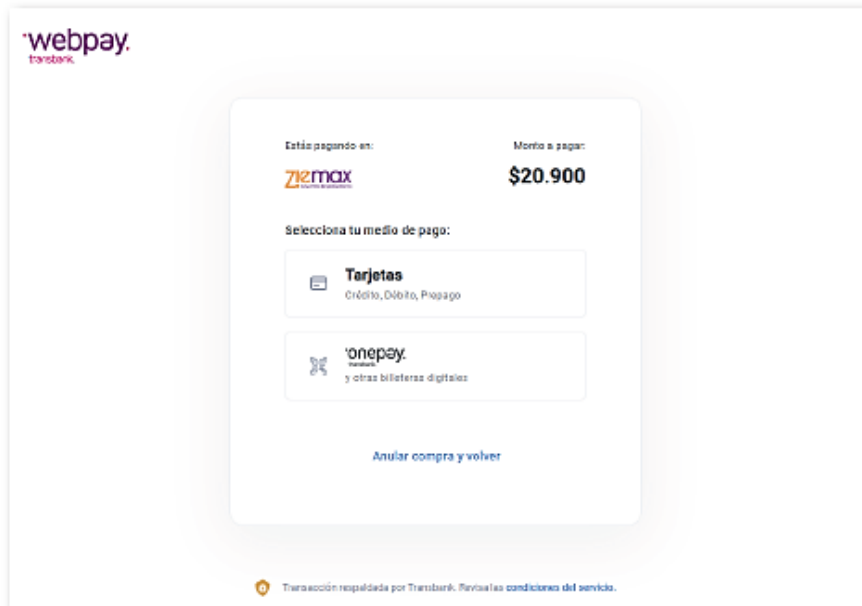 webpay.
transbank.
Estás pagando en:
Monto a pagar:
ziemax
$20.900
Selecciona tu medio de pago:
Tarjetas
Crédito, Débito, Prepago
onepay.
transbank.
y otras billeteras digitales
Anular compra y volver
Transacción respaldada por Transbank. Revisa las condiciones del servicio.